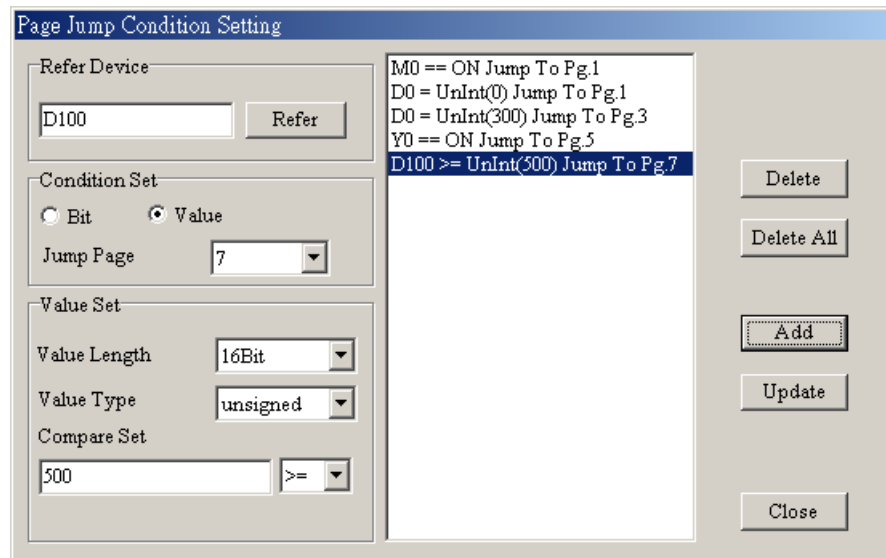 Page Jump Condition Setting
Refer Device
D100
Refer
Condition Set
Bit
Value
Jump Page
7
Value Set
Value Length
16Bit
Value Type
unsigned
Compare Set
500
>=
M0 == ON Jump To Pg.1
D0 = UnInt(0) Jump To Pg.1
D0 = UnInt(300) Jump To Pg.3
Y0 == ON Jump To Pg.5
D100 >= UnInt(500) Jump To Pg.7
Delete
Delete All
Add
Update
Close